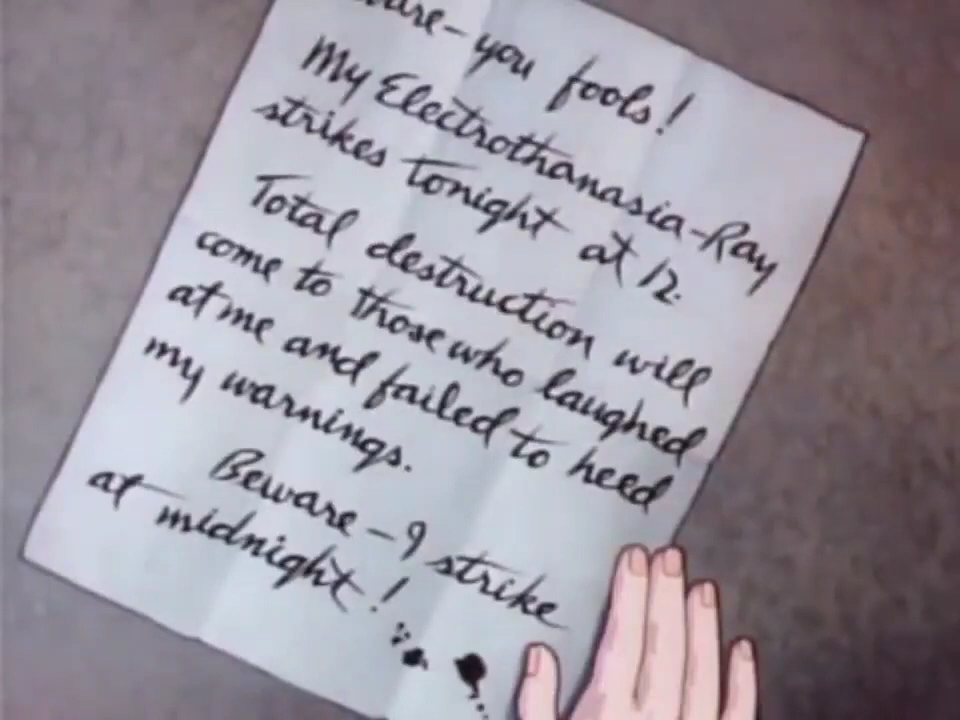 ware- you fools!
My Electrothanasia-Ray
strikes tonight at 12.
Total destruction will
come to those who laughed
at me and failed to heed
my warnings.
Beware - I strike
at midnight!